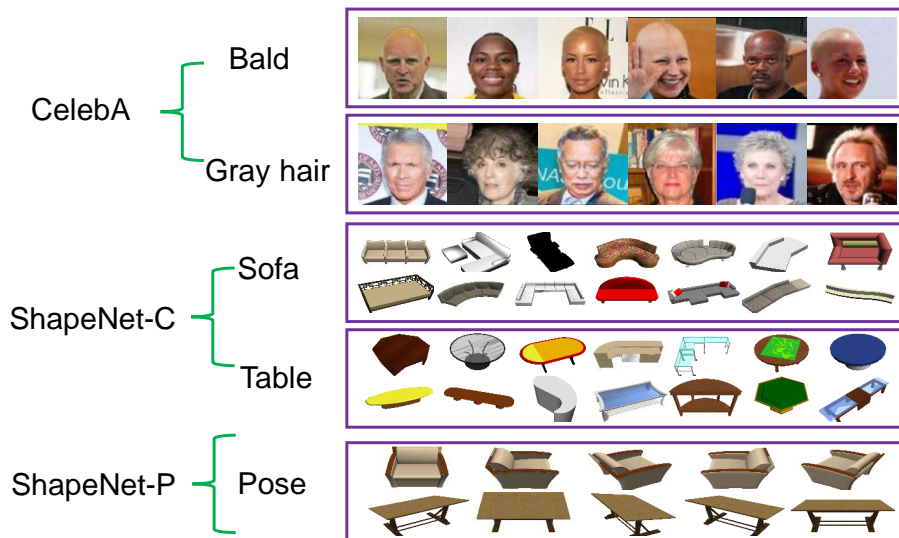 CelebA
Bald
Gray hair
ShapeNet-C
Sofa
Table
ShapeNet-P
Pose